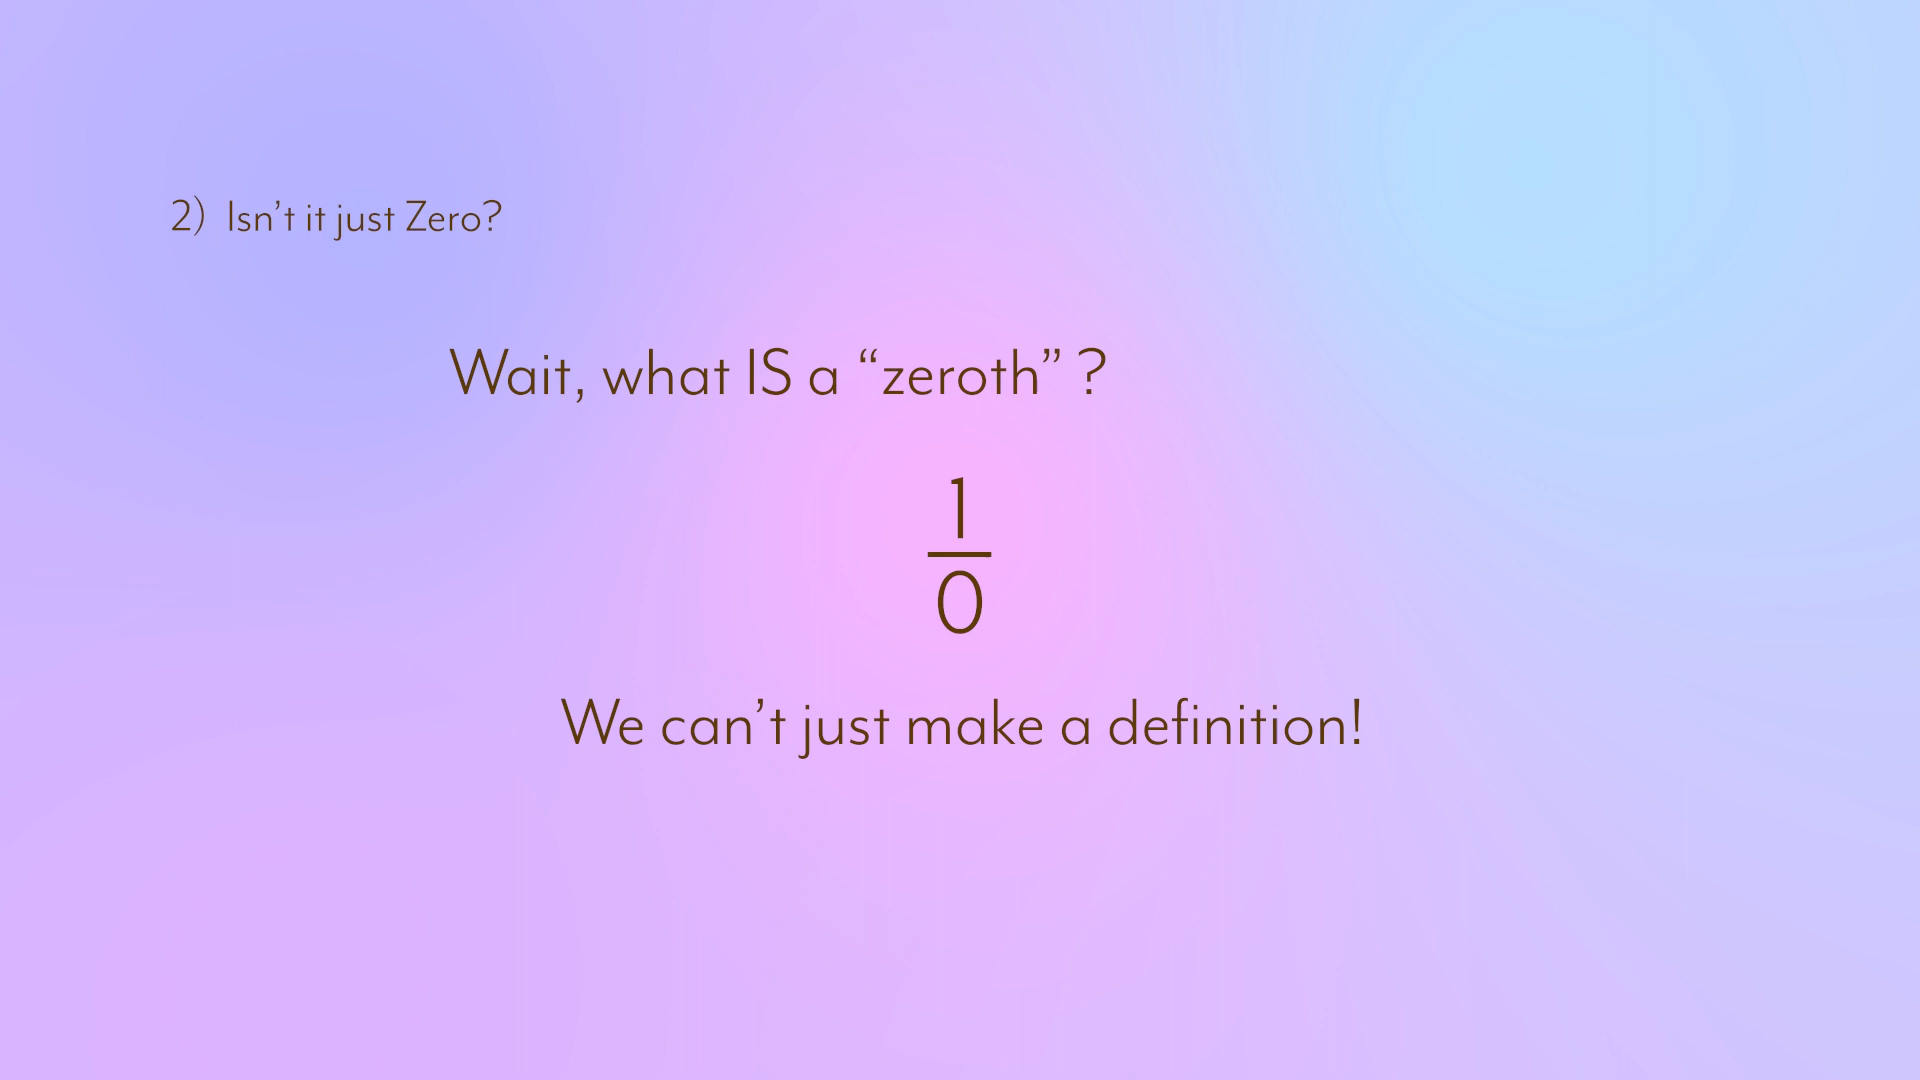 2) Isn’t it just Zero?
Wait, what IS a “zeroth” ?
1
0
We can’t just make a definition!